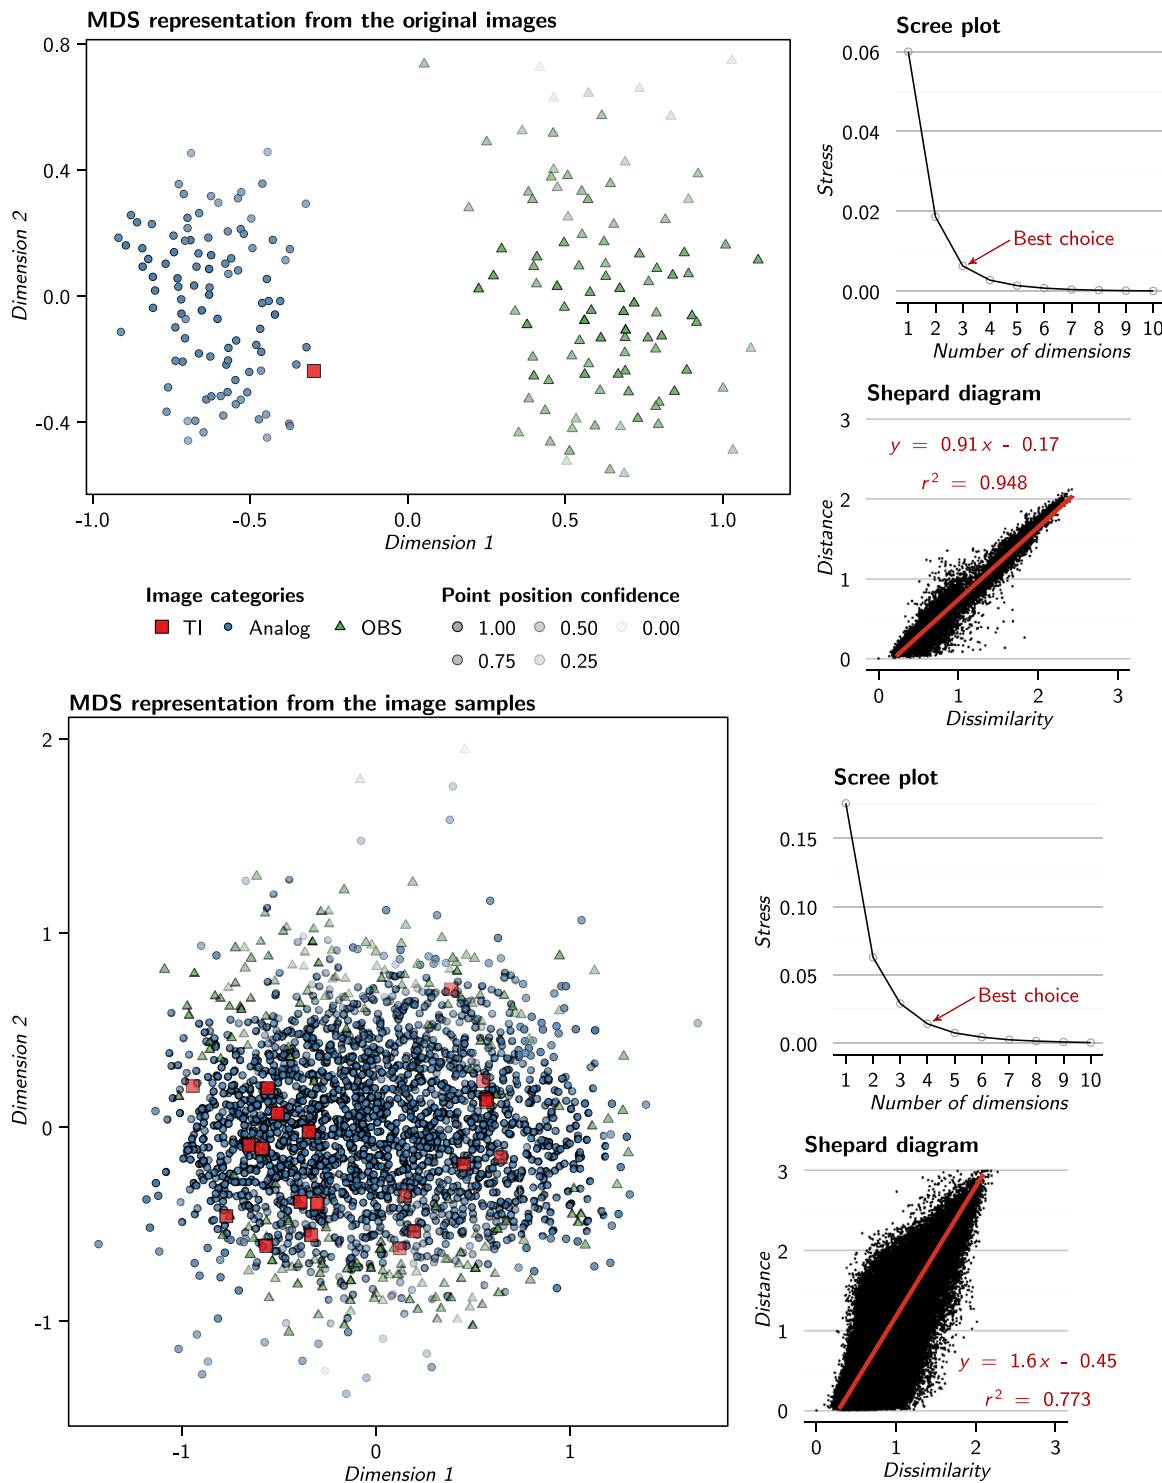 MDS representation from the original images
0.8
0.4
0.0
-0.4
Dimension 2
-1.0 -0.5 0.0 0.5 1.0
Dimension 1
Scree plot
0.06
0.04
0.02
0.00
Stress
Best choice
1 2 3 4 5 6 7 8 9 10
Number of dimensions
Shepard diagram
3
2
1
0
Distance
y = 0.91x - 0.17
r² = 0.948
0 1 2 3
Dissimilarity
Image categories
TI Analog OBS
Point position confidence
1.00 0.50 0.00
0.75 0.25
MDS representation from the image samples
2
1
0
-1
Dimension 2
-1 0 1
Dimension 1
Scree plot
0.15
0.10
0.05
0.00
Stress
Best choice
1 2 3 4 5 6 7 8 9 10
Number of dimensions
Shepard diagram
3
2
1
0
Distance
y = 1.6x - 0.45
r² = 0.773
0 1 2 3
Dissimilarity